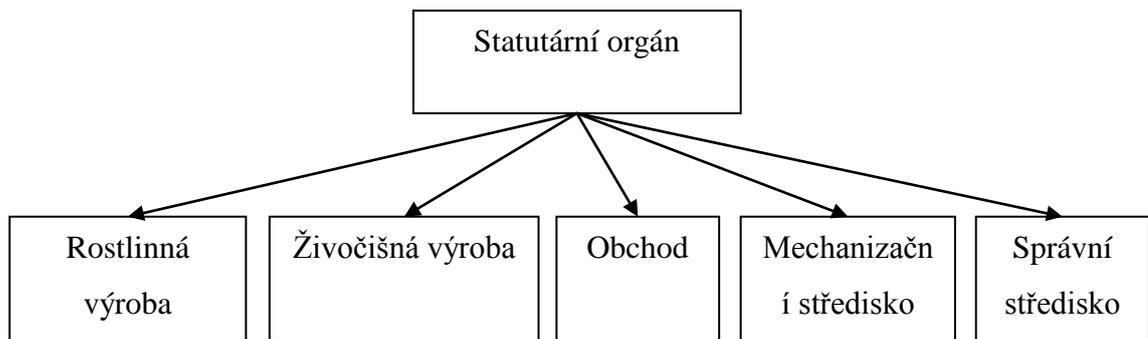 Statutární orgán
Rostlinná
výroba
Živočišná výroba
Obchod
Mechanizačn
í středisko
Správní
středisko